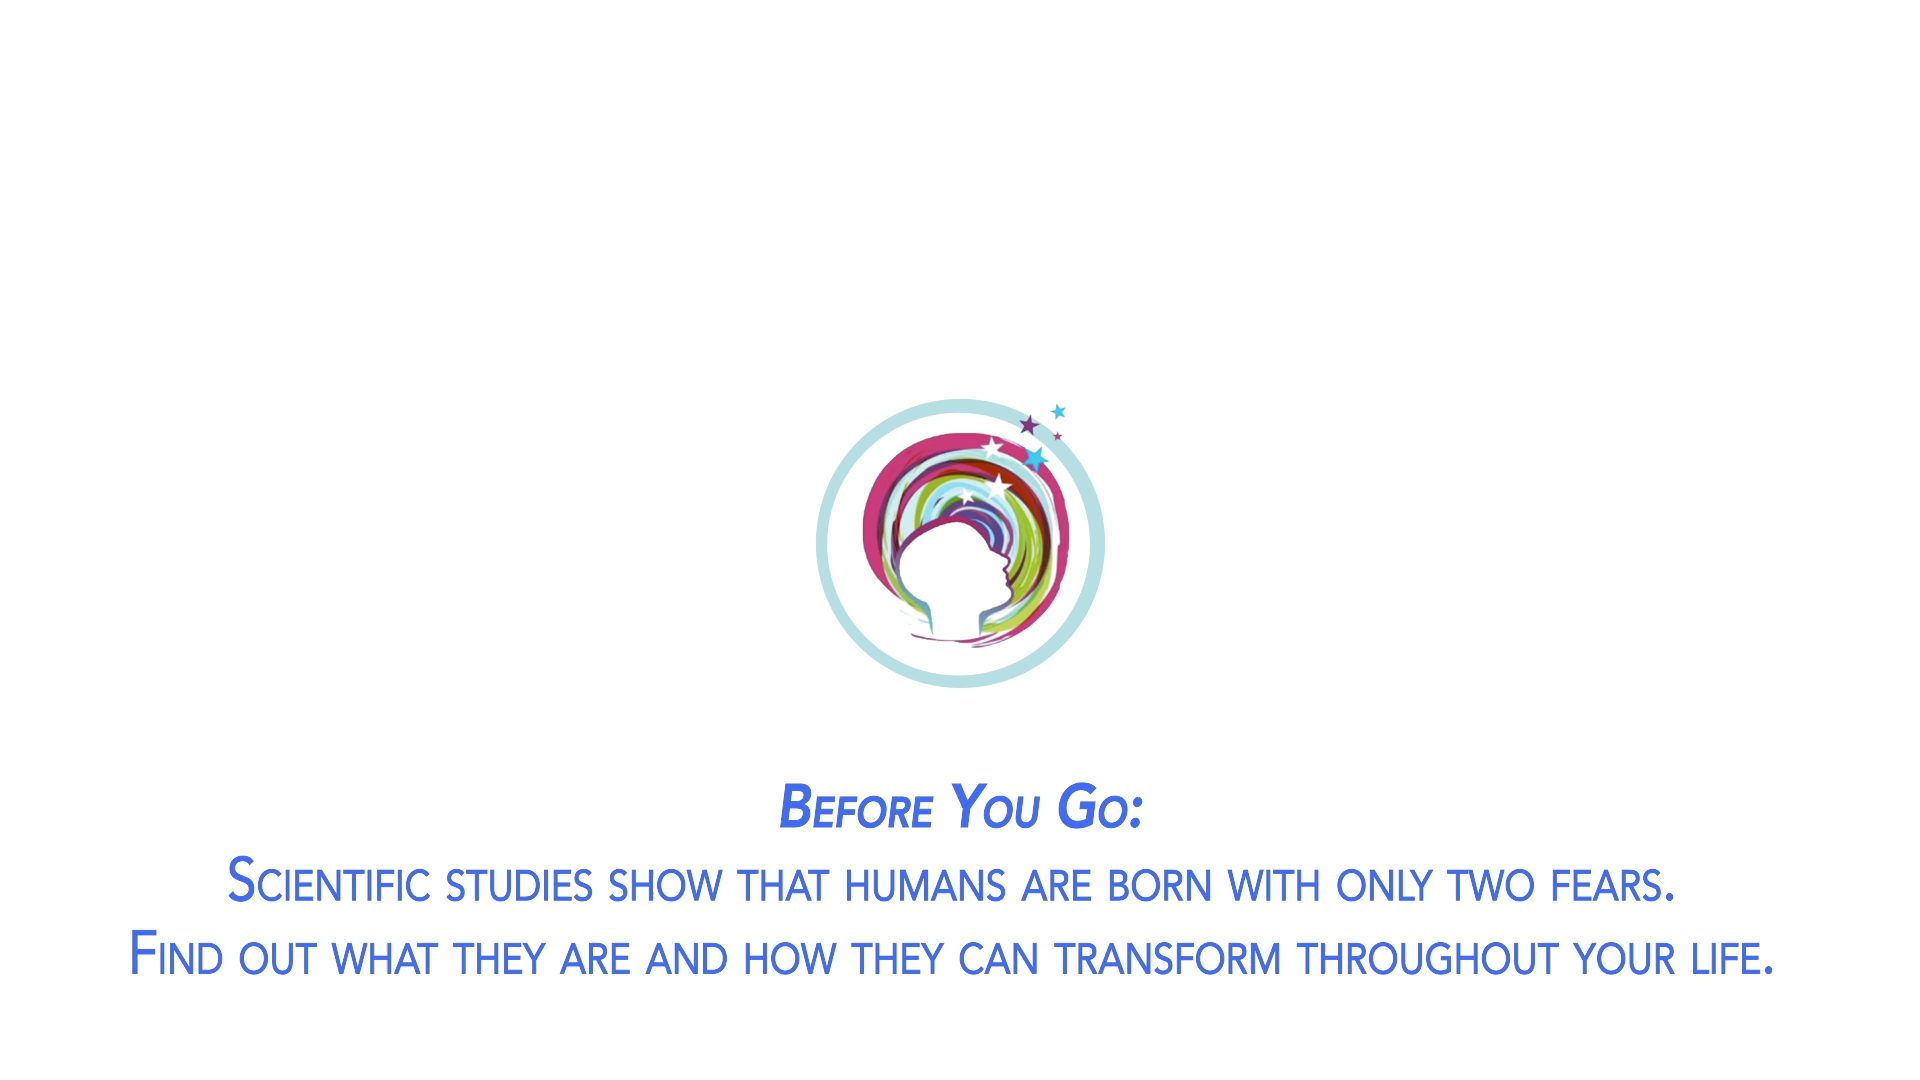 Before You Go:
Scientific studies show that humans are born with only two fears.
Find out what they are and how they can transform throughout your life.